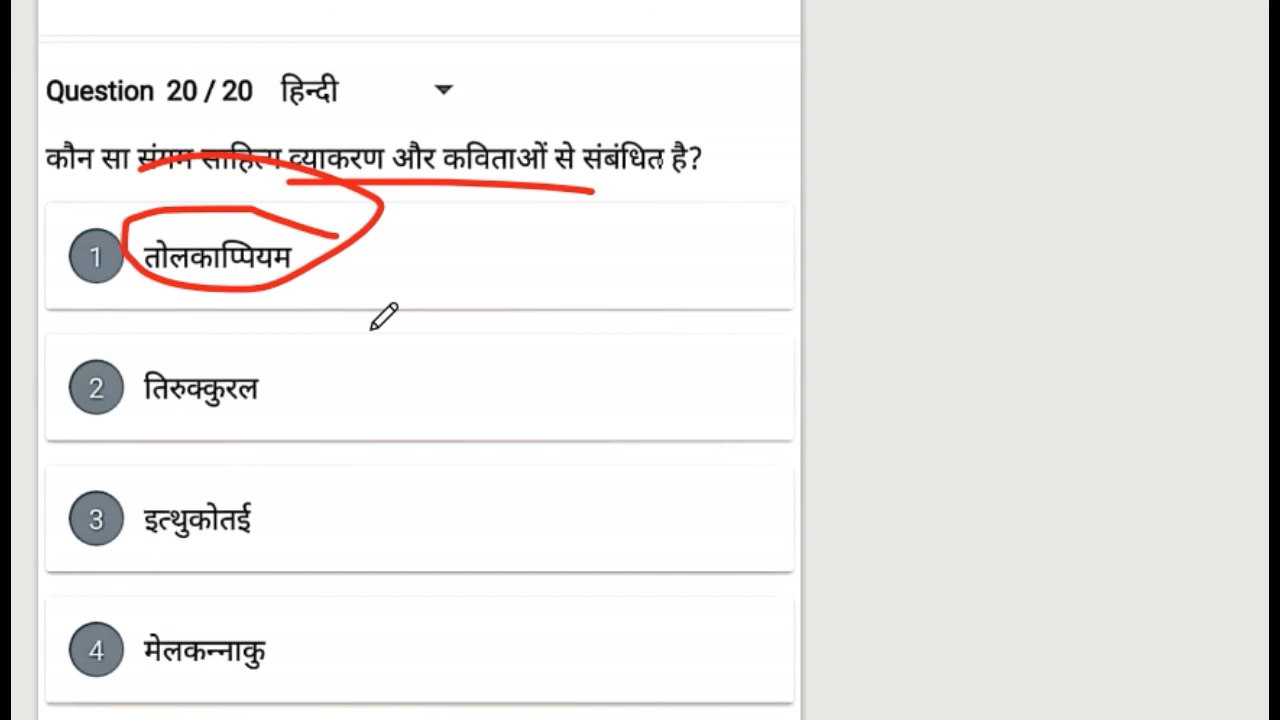 Question 20 / 20 हिन्दी
कौन सा संगम साहित्य व्याकरण और कविताओं से संबंधित है?
1 तोलकाप्पियम
2 तिरुक्कुरल
3 इत्थुकोतई
4 मेलकन्नाकु